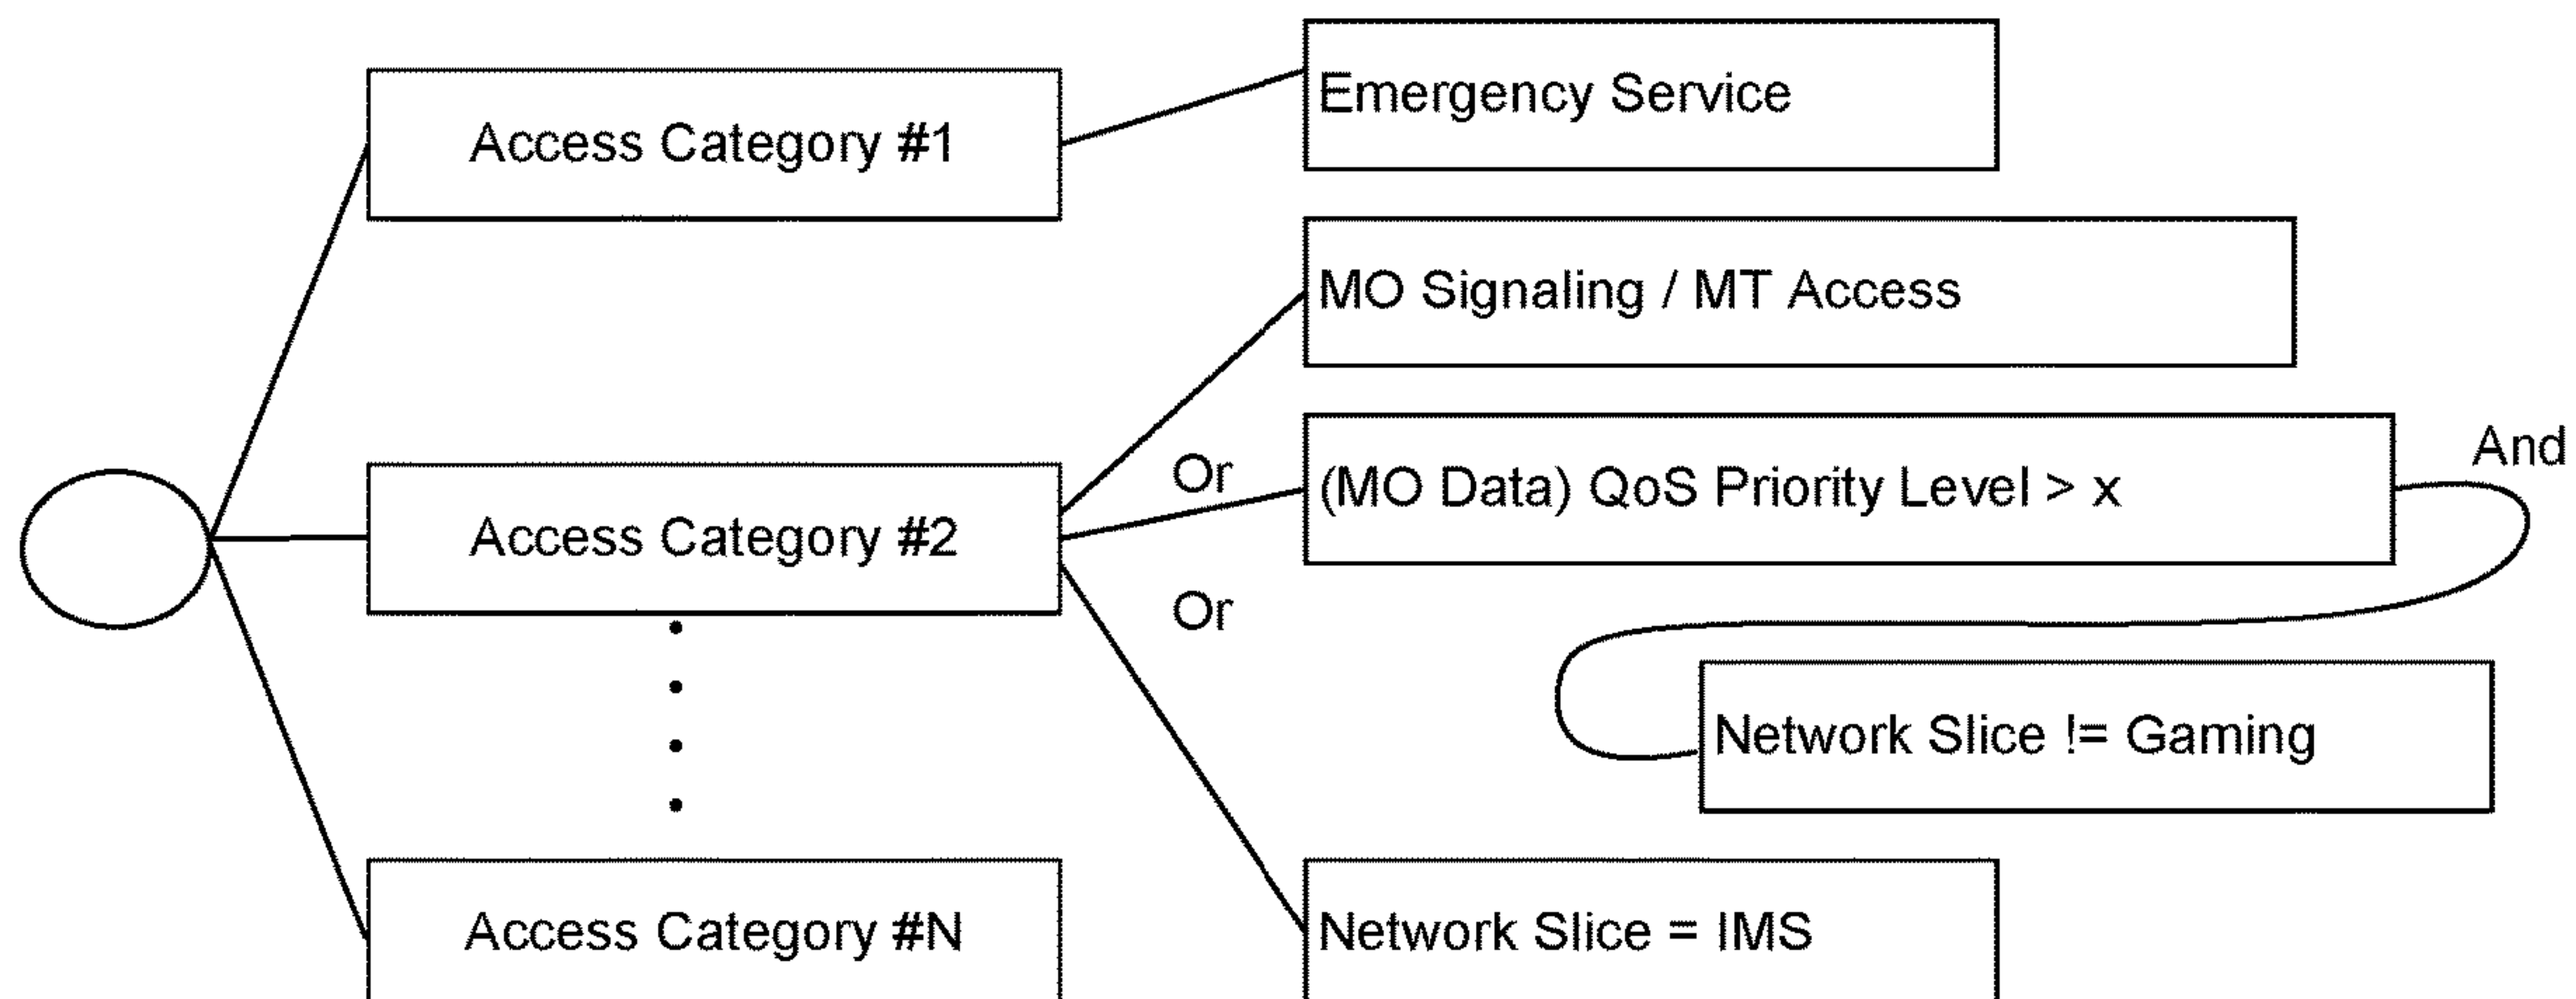 Emergency Service
Access Category #1
MO Signaling / MT Access
And
Or
(MO Data) QoS Priority Level > x
Access Category #2
Or
Network Slice != Gaming
Access Category #N
Network Slice = IMS